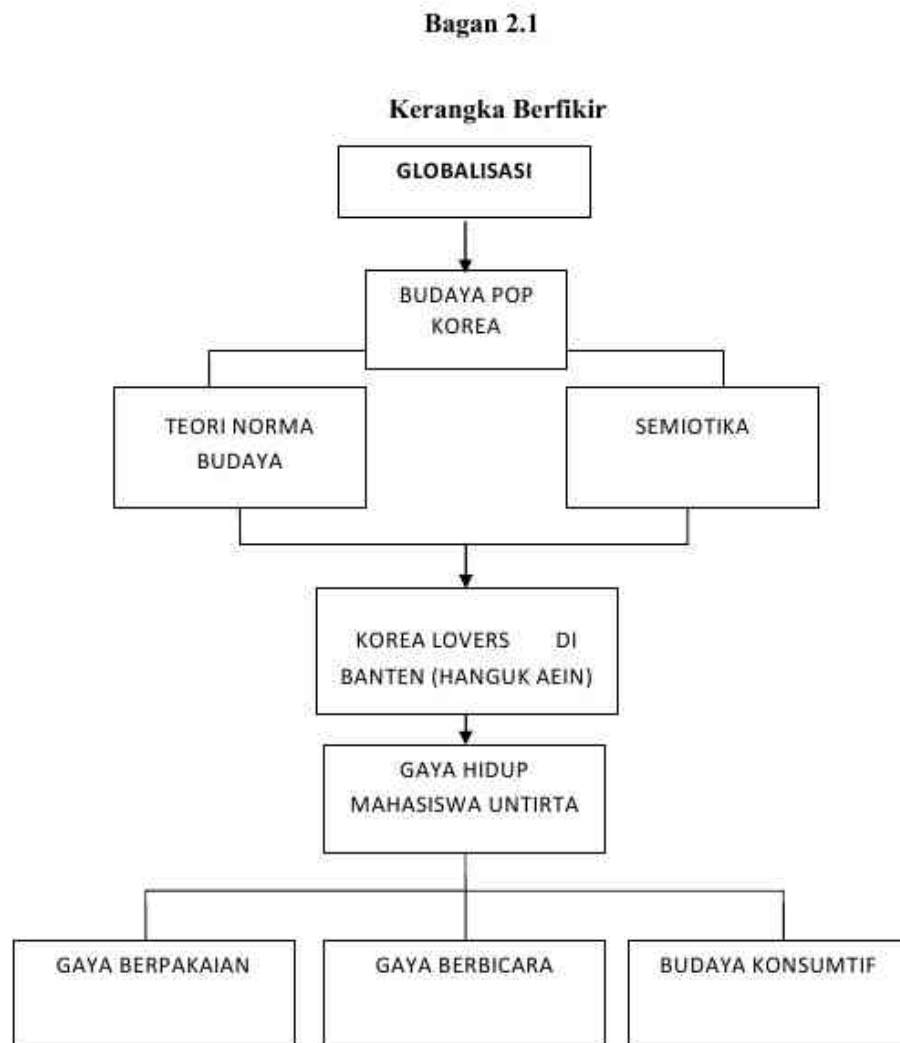 Bagan 2.1
Kerangka Berfikir
GLOBALISASI
BUDAYA POP
KOREA
TEORI NORMA
BUDAYA
SEMIOTIKA
KOREA LOVERS DI
BANTEN (HANGUK AEIN)
GAYA HIDUP
MAHASISWA UNTIRTA
GAYA BERPAKAIAN
GAYA BERBICARA
BUDAYA KONSUMTIF